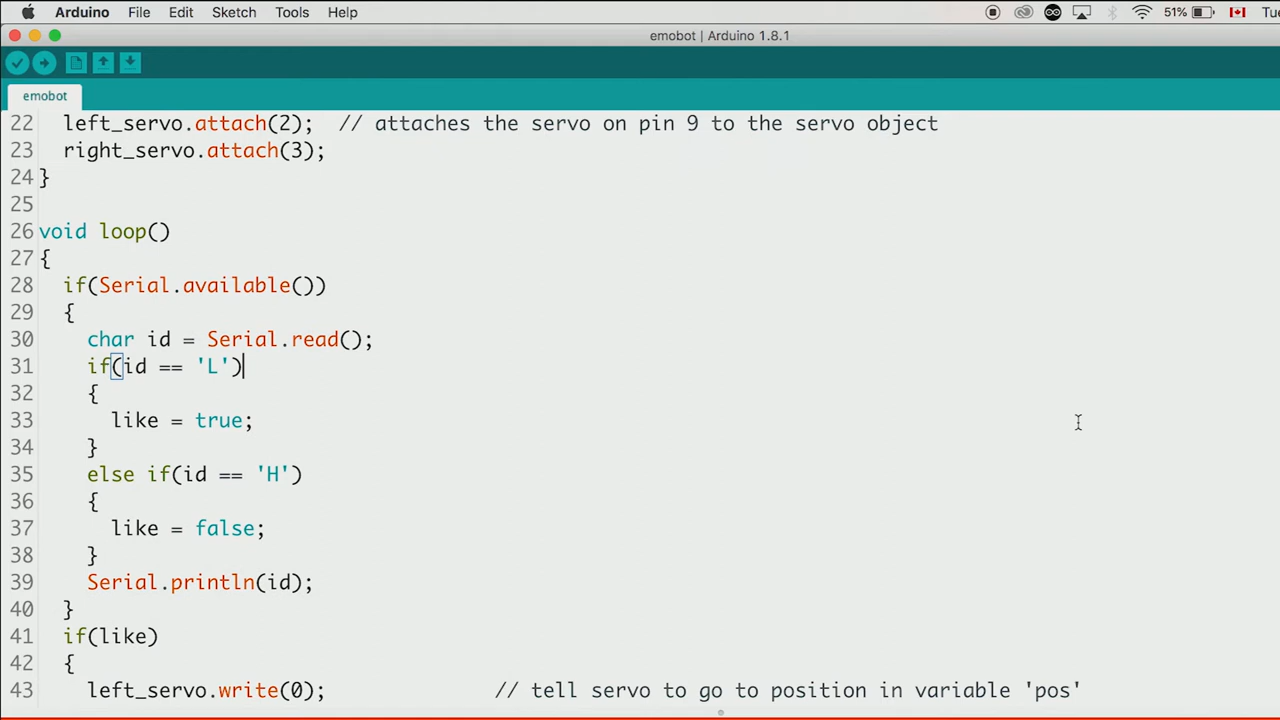 Arduino File Edit Sketch Tools Help 51% Tue
emobot | Arduino 1.8.1
emobot
22 left_servo.attach(2); // attaches the servo on pin 9 to the servo object
23 right_servo.attach(3);
24 }
25
26 void loop()
27 {
28 if(Serial.available())
29 {
30 char id = Serial.read();
31 if(id == 'L')
32 {
33 like = true;
34 }
35 else if(id == 'H')
36 {
37 like = false;
38 }
39 Serial.println(id);
40 }
41 if(like)
42 {
43 left_servo.write(0); // tell servo to go to position in variable 'pos'